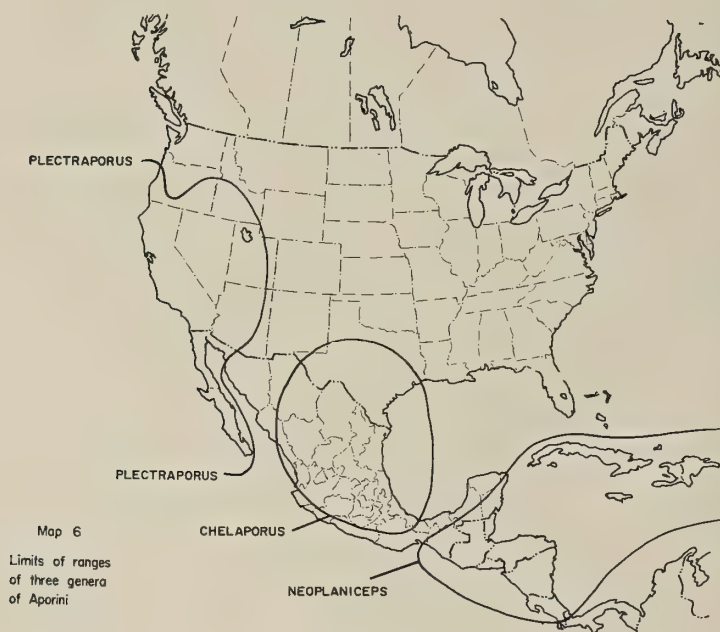 PLECTRAPORUS
PLECTRAPORUS
CHELAPORUS
NEOPLANICEPS
Map 6
Limits of ranges
of three genera
of Aporini